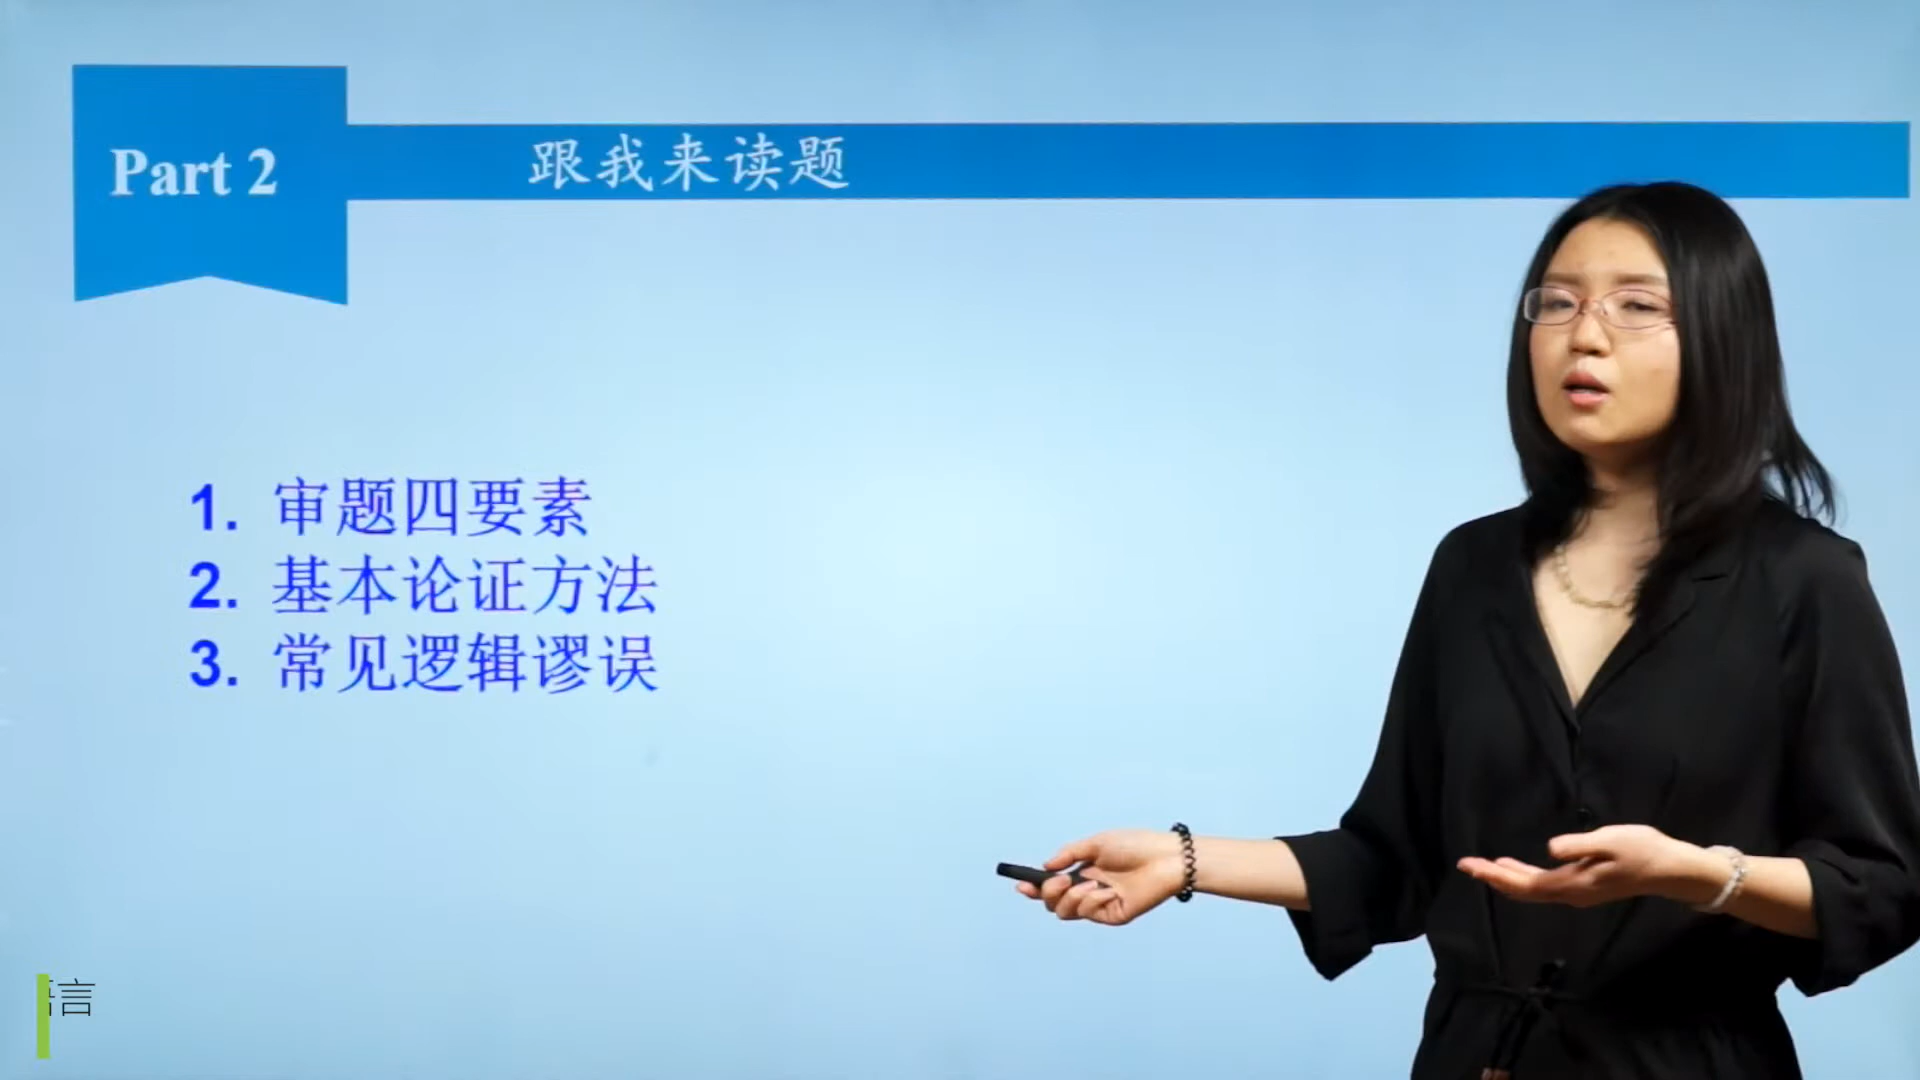 Part 2
跟我来读题
1. 审题四要素
2. 基本论证方法
3. 常见逻辑谬误
言